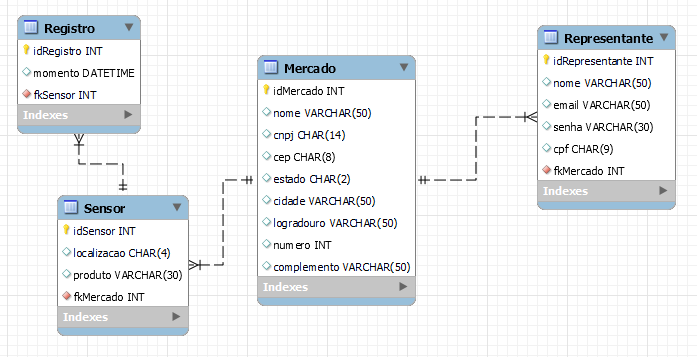 Registro
idRegistro INT
momento DATETIME
fkSensor INT
Indexes
Sensor
idSensor INT
localizacao CHAR(4)
produto VARCHAR(30)
fkMercado INT
Indexes
Mercado
idMercado INT
nome VARCHAR(50)
cnpj CHAR(14)
cep CHAR(8)
estado CHAR(2)
cidade VARCHAR(50)
logradouro VARCHAR(50)
numero INT
complemento VARCHAR(50)
Indexes
Representante
idRepresentante INT
nome VARCHAR(50)
email VARCHAR(50)
senha VARCHAR(30)
cpf CHAR(9)
fkMercado INT
Indexes